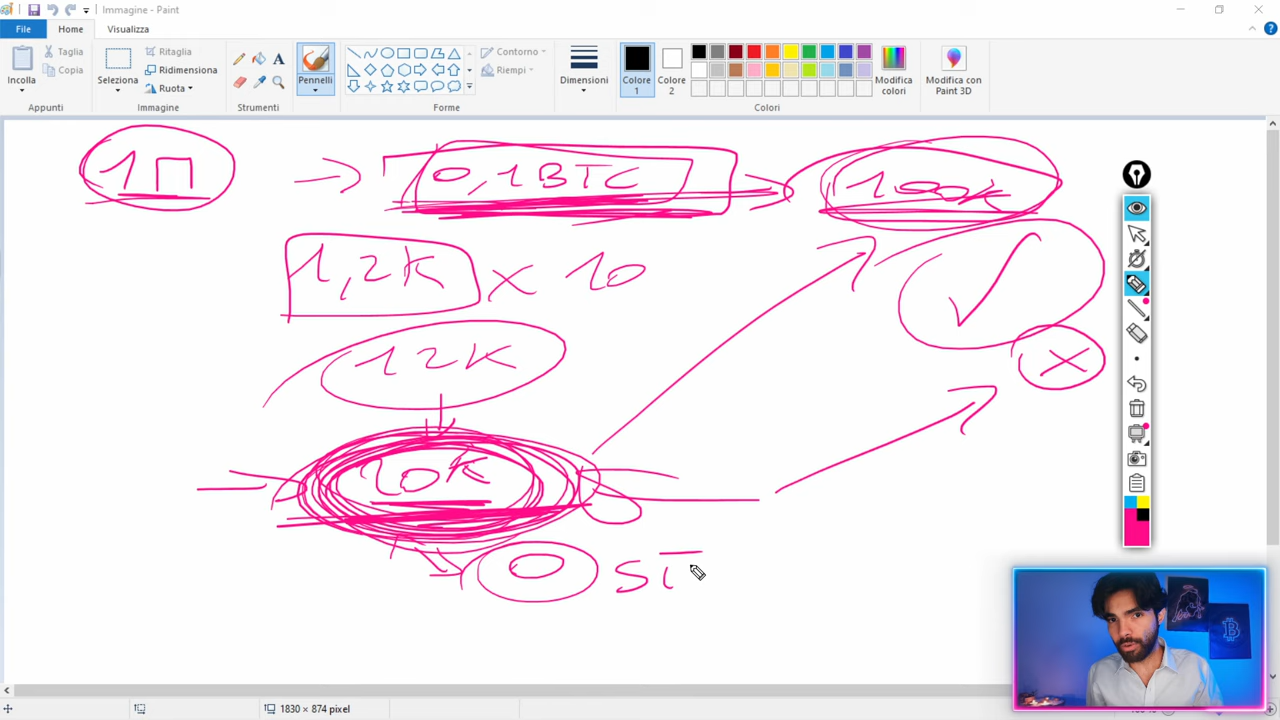 Immagine - Paint
File Home Visualizza
Incolla
Taglia
Copia
Appunti
Seleziona
Ritaglia
Ridimensiona
Ruota
Immagine
Strumenti
Pennelli
Forme
Contorno
Riempi
Dimensioni
Colore 1
Colore 2
Colori
Modifica colori
Modifica con Paint 3D
1M → 0,1 BTC → 100K
1,2K x 10
12K
10K
0 SI
1830 × 874 pixel